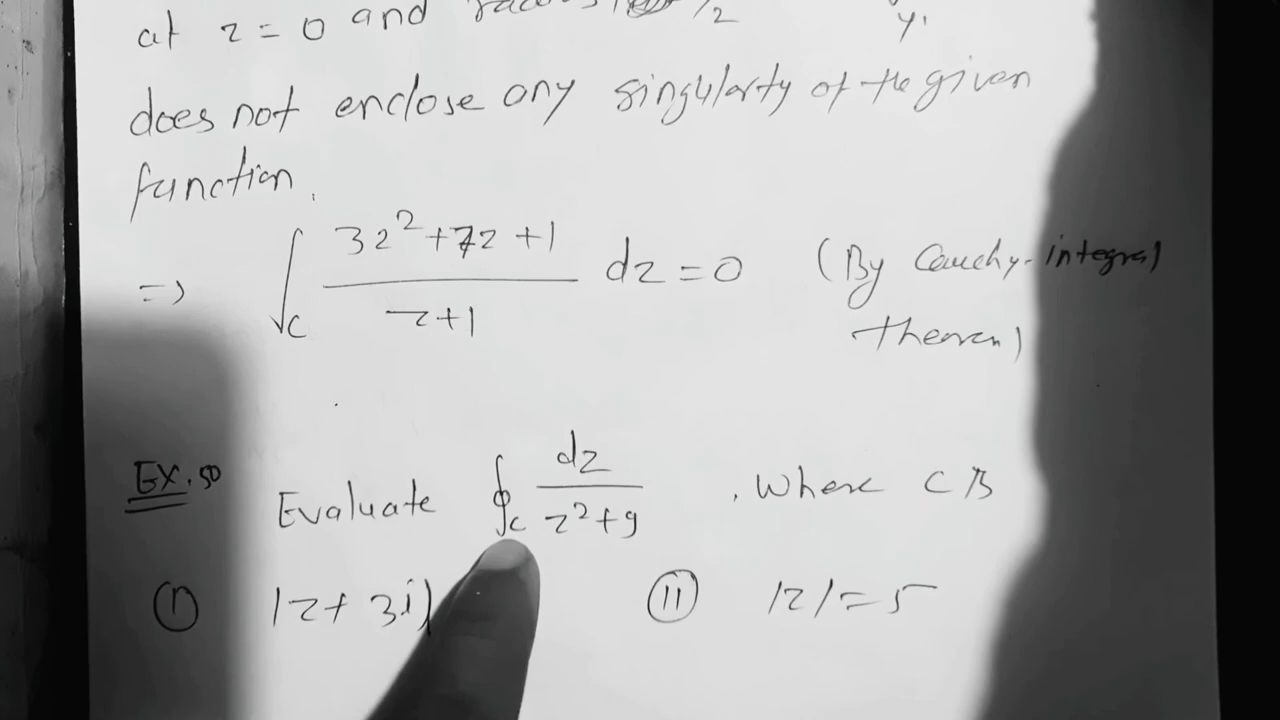 at z = 0 and
/2
y'
does not enclose any singularity of the given
function.
=> ∫c (3z²+7z+1)/(z+1) dz = 0 (By Cauchy-integral
theorem)
Ex. 50 Evaluate ∮c dz/(z²+9) , where C is
(I) |z+3i| (II) |z|=5